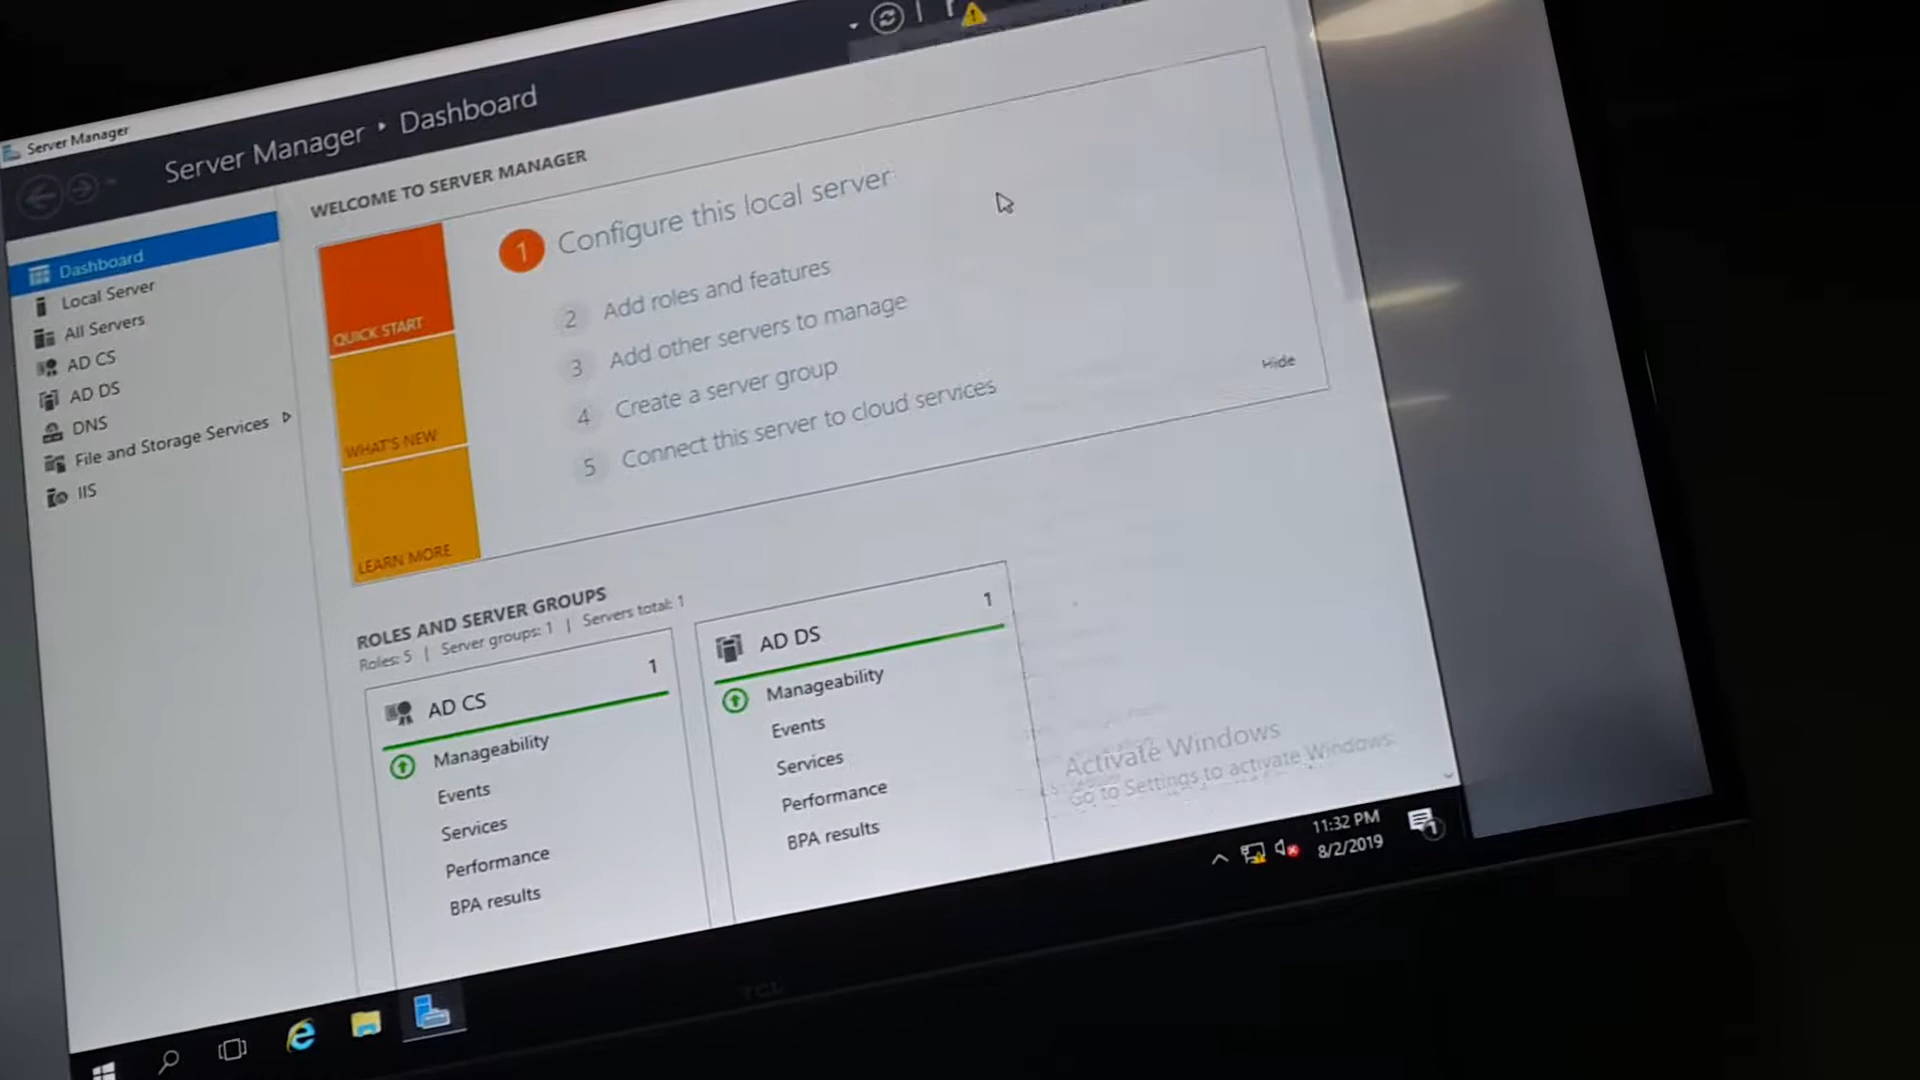 Server Manager
Server Manager ‣ Dashboard
Dashboard
Local Server
All Servers
AD CS
AD DS
DNS
File and Storage Services
IIS
WELCOME TO SERVER MANAGER
QUICK START
WHAT'S NEW
LEARN MORE
1 Configure this local server
2 Add roles and features
3 Add other servers to manage
4 Create a server group
5 Connect this server to cloud services
Hide
ROLES AND SERVER GROUPS
Roles: 5 | Server groups: 1 | Servers total: 1
AD CS 1
Manageability
Events
Services
Performance
BPA results
AD DS 1
Manageability
Events
Services
Performance
BPA results
Activate Windows
Go to Settings to activate Windows.
11:32 PM
8/2/2019
1
TCL